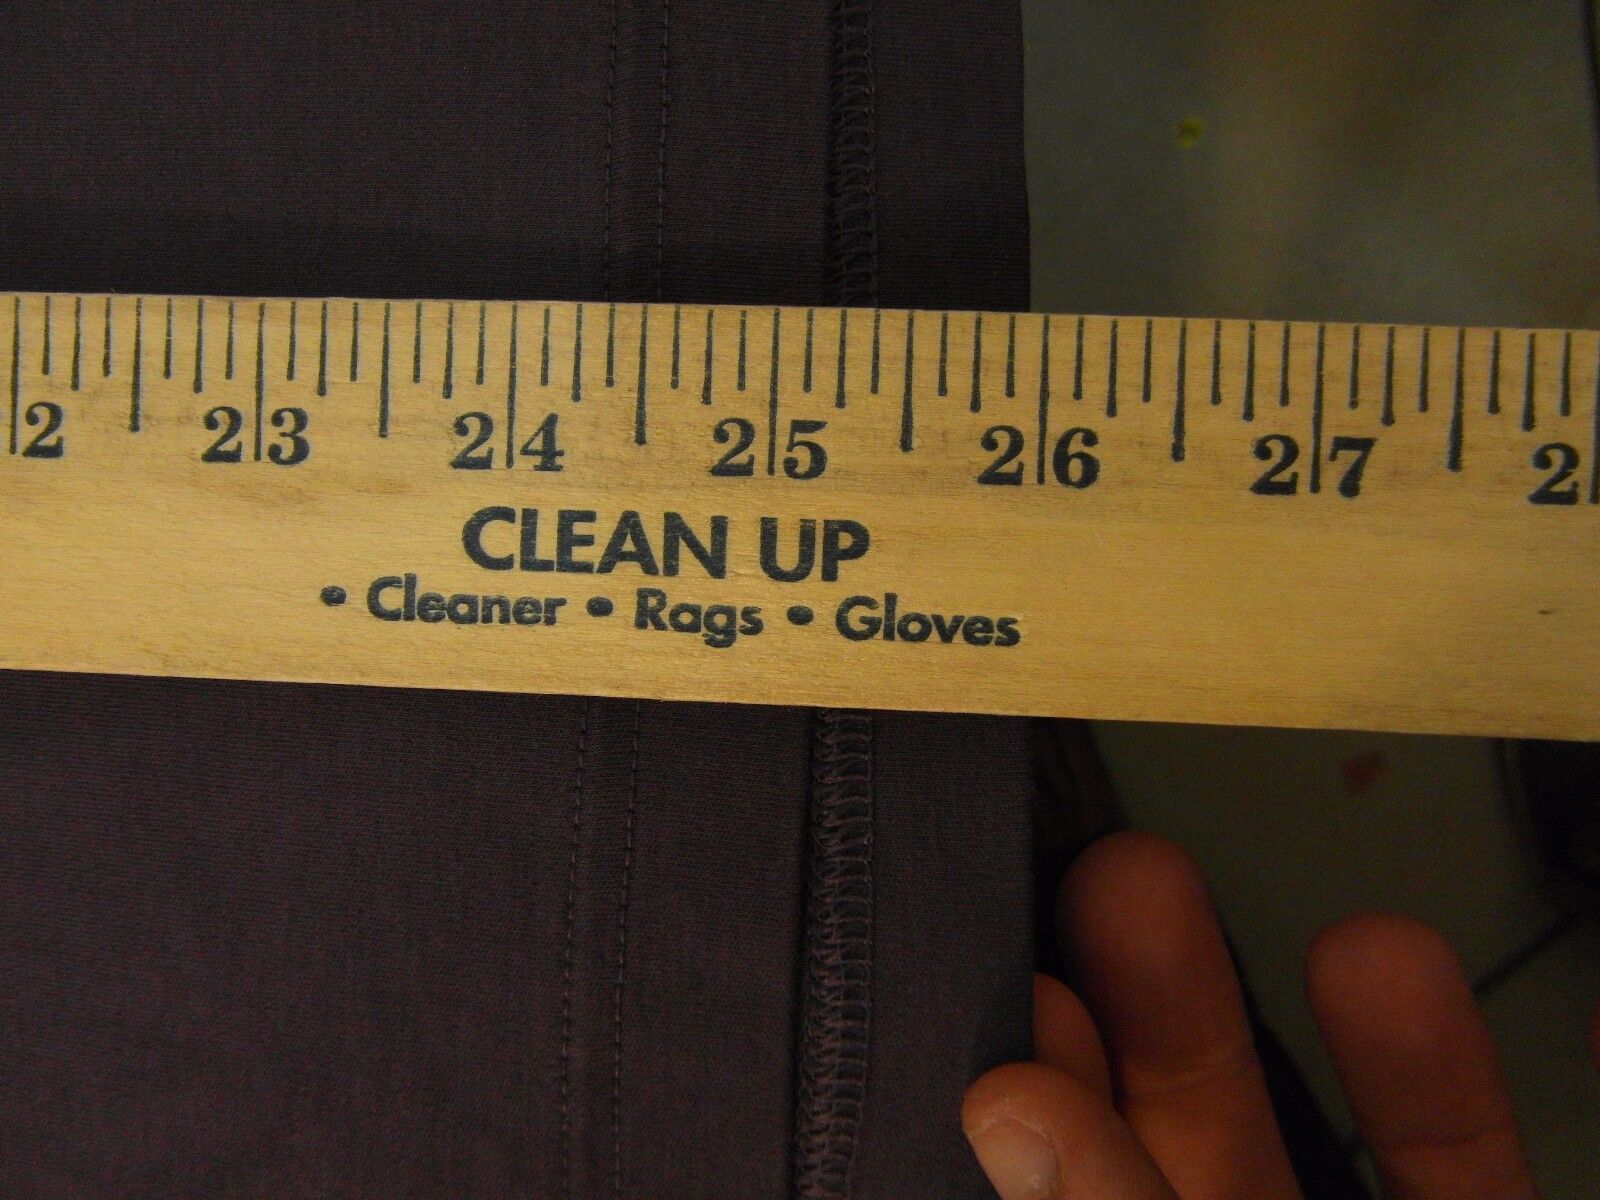 2 23 24 25 26 27 2
CLEAN UP
• Cleaner • Rags • Gloves